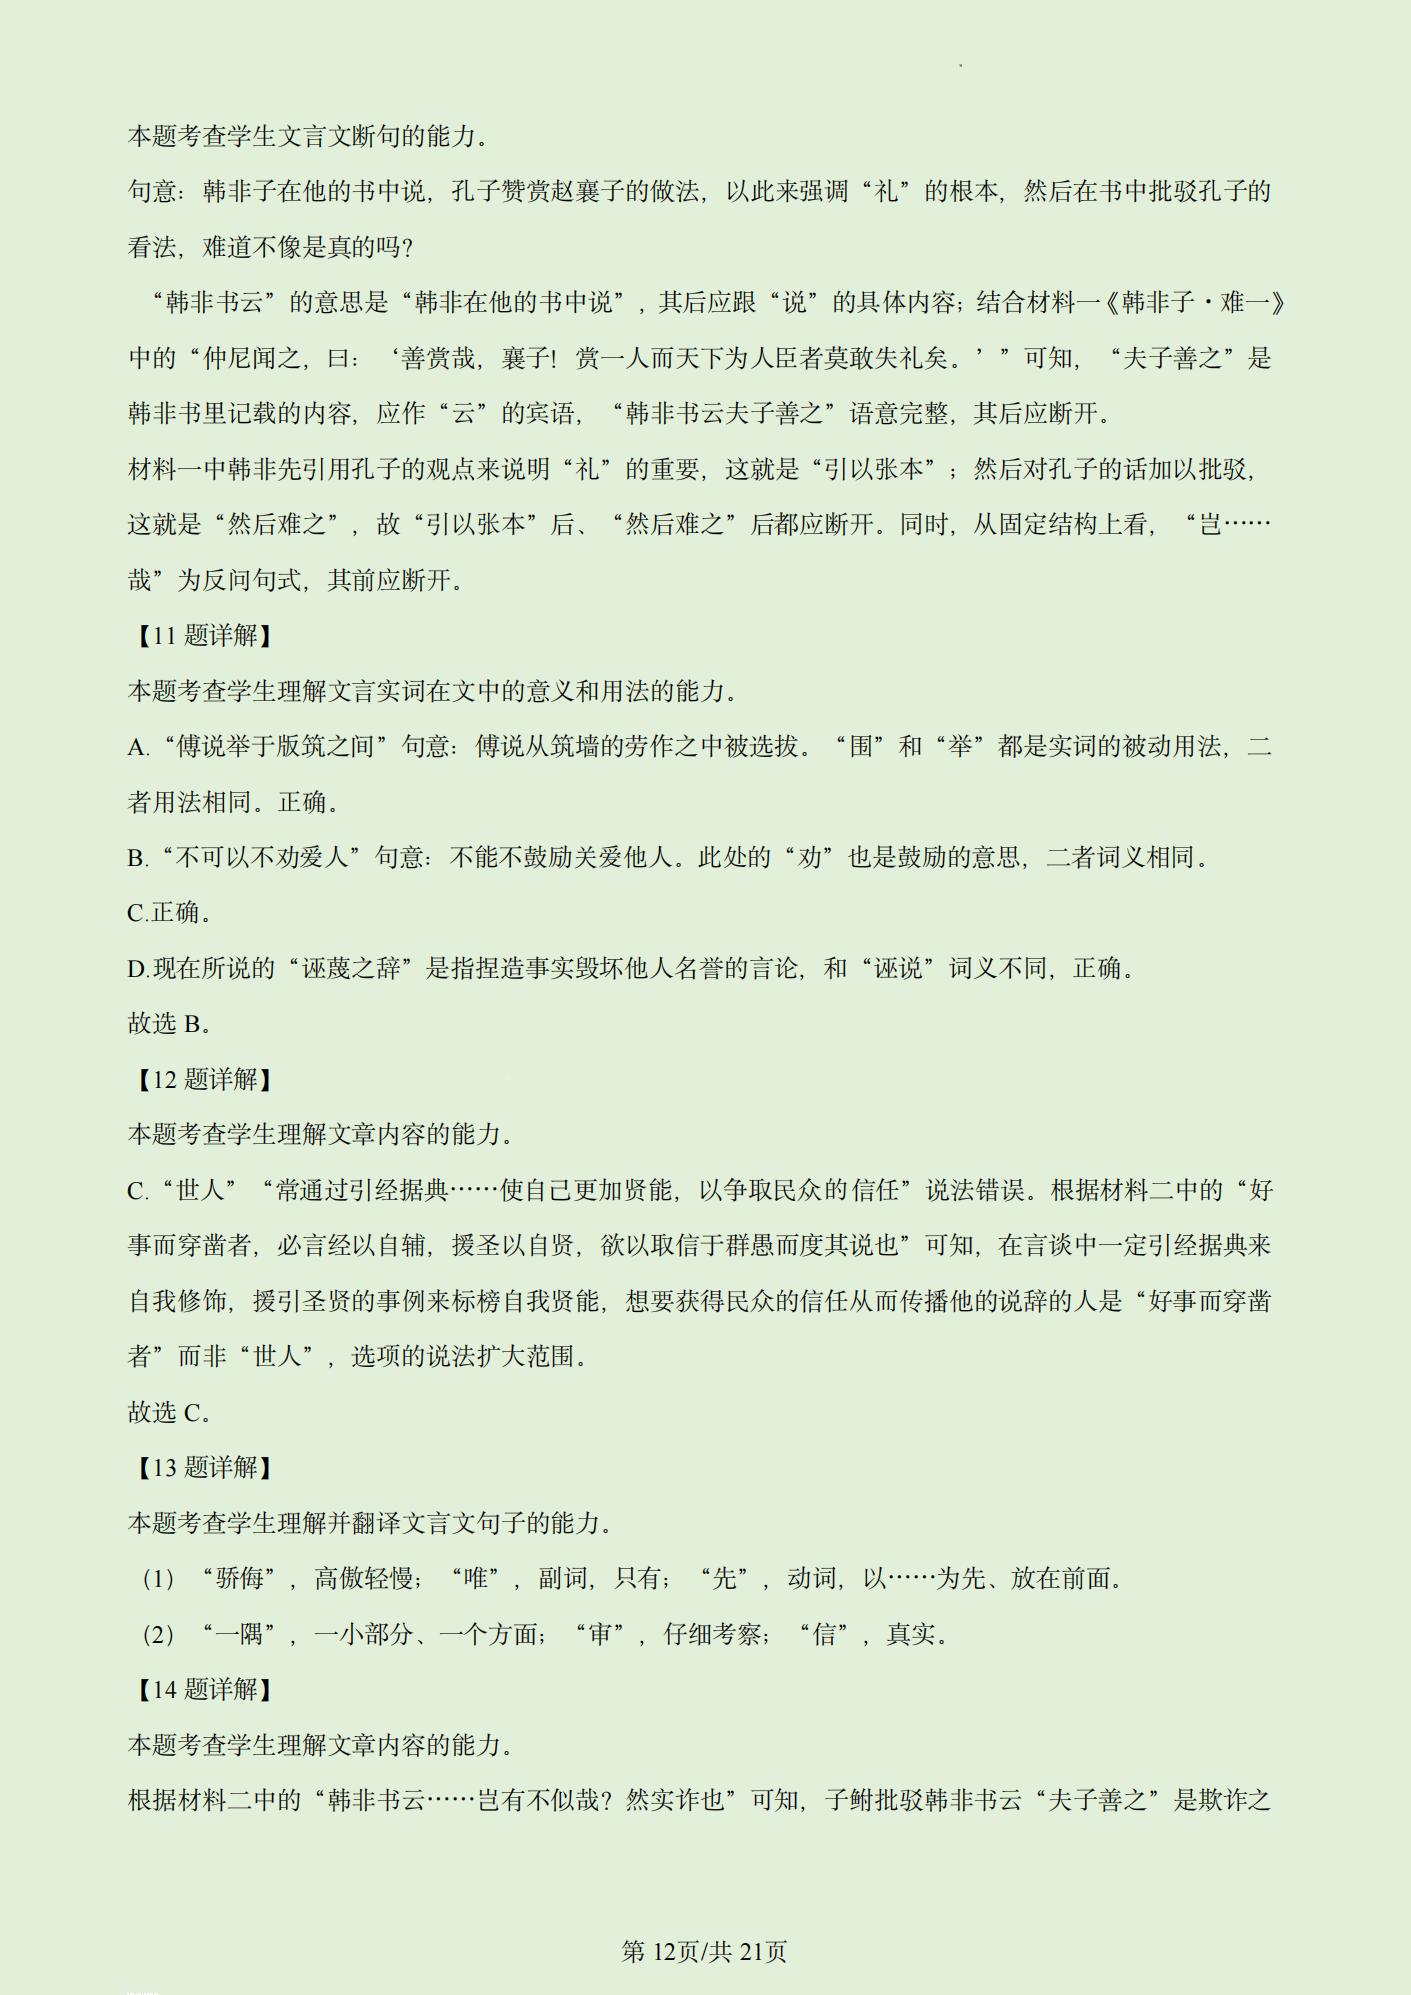 本题考查学生文言文断句的能力。
句意：韩非子在他的书中说，孔子赞赏赵襄子的做法，以此来强调“礼”的根本，然后在书中批驳孔子的
看法，难道不像是真的吗？
“韩非书云”的意思是“韩非在他的书中说”，其后应跟“说”的具体内容；结合材料一《韩非子·难一》
中的“仲尼闻之，曰：‘善赏哉，襄子！赏一人而天下为人臣者莫敢失礼矣。’”可知，“夫子善之”是
韩非书里记载的内容，应作“云”的宾语，“韩非书云夫子善之”语意完整，其后应断开。
材料一中韩非先引用孔子的观点来说明“礼”的重要，这就是“引以张本”；然后对孔子的话加以批驳，
这就是“然后难之”，故“引以张本”后、“然后难之”后都应断开。同时，从固定结构上看，“岂……
哉”为反问句式，其前应断开。
【11 题详解】
本题考查学生理解文言实词在文中的意义和用法的能力。
A.“傅说举于版筑之间”句意：傅说从筑墙的劳作之中被选拔。“围”和“举”都是实词的被动用法，二
者用法相同。正确。
B.“不可以不劝爱人”句意：不能不鼓励关爱他人。此处的“劝”也是鼓励的意思，二者词义相同。
C.正确。
D.现在所说的“诬蔑之辞”是指捏造事实毁坏他人名誉的言论，和“诬说”词义不同，正确。
故选 B。
【12 题详解】
本题考查学生理解文章内容的能力。
C.“世人”“常通过引经据典……使自己更加贤能，以争取民众的信任”说法错误。根据材料二中的“好
事而穿凿者，必言经以自辅，援圣以自贤，欲以取信于群愚而度其说也”可知，在言谈中一定引经据典来
自我修饰，援引圣贤的事例来标榜自我贤能，想要获得民众的信任从而传播他的说辞的人是“好事而穿凿
者”而非“世人”，选项的说法扩大范围。
故选 C。
【13 题详解】
本题考查学生理解并翻译文言文句子的能力。
（1）“骄侮”，高傲轻慢；“唯”，副词，只有；“先”，动词，以……为先、放在前面。
（2）“一隅”，一小部分、一个方面；“审”，仔细考察；“信”，真实。
【14 题详解】
本题考查学生理解文章内容的能力。
根据材料二中的“韩非书云……岂有不似哉？然实诈也”可知，子鲋批驳韩非书云“夫子善之”是欺诈之
第 12页/共 21页